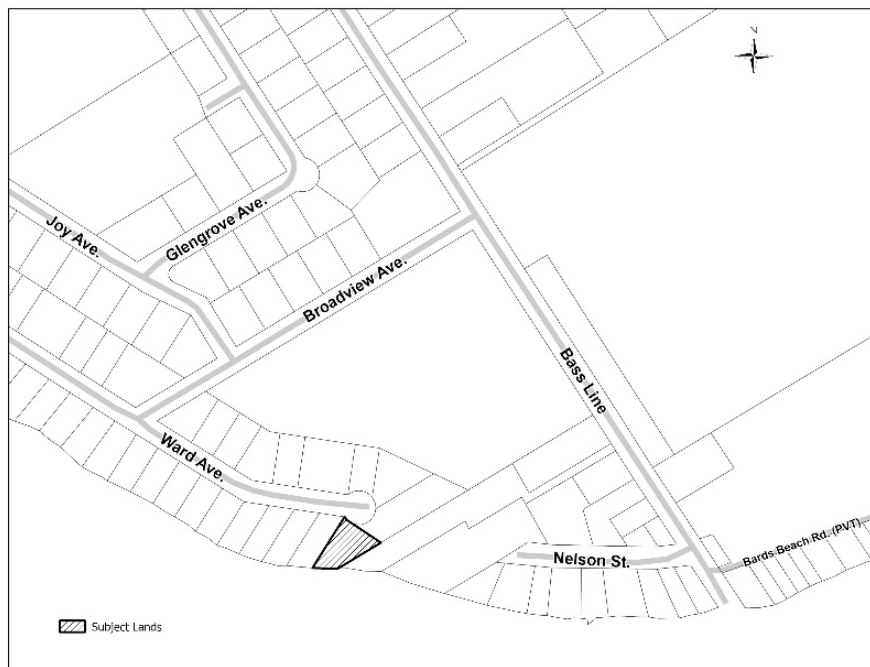 N
Joy Ave.
Glengrove Ave.
Broadview Ave.
Bass Line
Ward Ave.
Nelson St.
Bards Beach Rd. (PVT)
Subject Lands